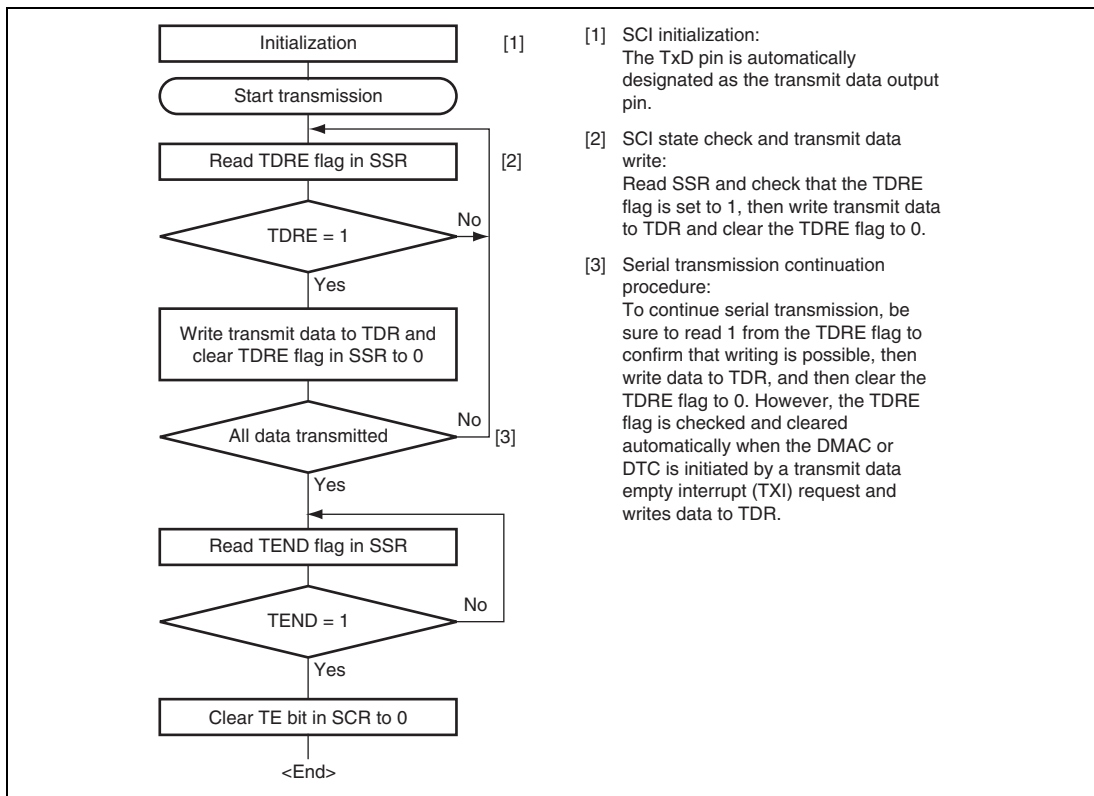 Initialization
[1]
Start transmission
Read TDRE flag in SSR
[2]
No
TDRE = 1
Yes
Write transmit data to TDR and
clear TDRE flag in SSR to 0
No
All data transmitted
[3]
Yes
Read TEND flag in SSR
No
TEND = 1
Yes
Clear TE bit in SCR to 0
<End>
[1] SCI initialization:
The TxD pin is automatically
designated as the transmit data output
pin.
[2] SCI state check and transmit data
write:
Read SSR and check that the TDRE
flag is set to 1, then write transmit data
to TDR and clear the TDRE flag to 0.
[3] Serial transmission continuation
procedure:
To continue serial transmission, be
sure to read 1 from the TDRE flag to
confirm that writing is possible, then
write data to TDR, and then clear the
TDRE flag to 0. However, the TDRE
flag is checked and cleared
automatically when the DMAC or
DTC is initiated by a transmit data
empty interrupt (TXI) request and
writes data to TDR.